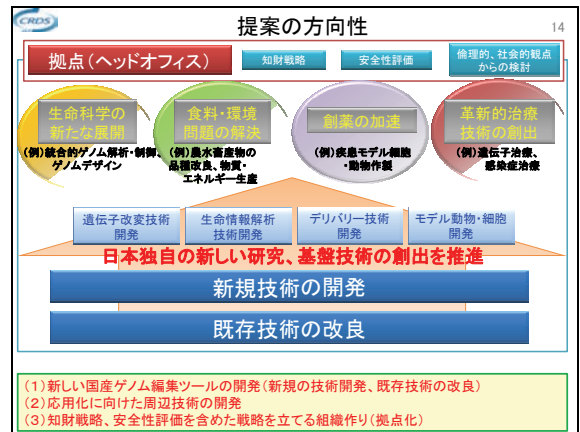 CRDS
提案の方向性
14
拠点(ヘッドオフィス)
知財戦略
安全性評価
倫理的、社会的観点
からの検討
生命科学の
新たな展開
(例)統合的ゲノム解析・制御、
ゲノムデザイン
食料・環境
問題の解決
(例)農水畜産物の
品種改良、物質・
エネルギー生産
創薬の加速
(例)疾患モデル細胞
・動物作製
革新的治療
技術の創出
(例)遺伝子治療、
感染症治療
遺伝子改変技術
開発
生命情報解析
技術開発
デリバリー技術
開発
モデル動物・細胞
開発
日本独自の新しい研究、基盤技術の創出を推進
新規技術の開発
既存技術の改良
(1)新しい国産ゲノム編集ツールの開発(新規の技術開発、既存技術の改良)
(2)応用化に向けた周辺技術の開発
(3)知財戦略、安全性評価を含めた戦略を立てる組織作り(拠点化)